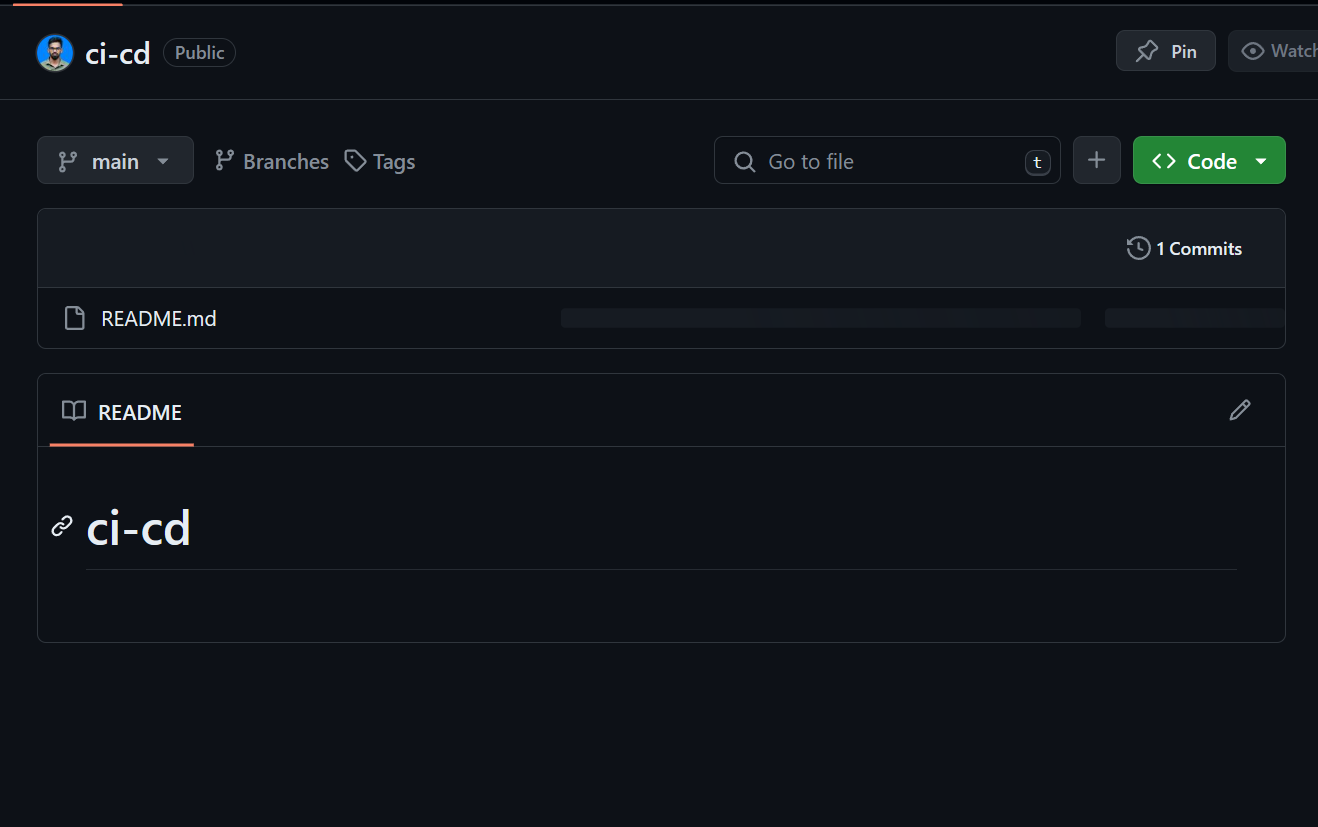 ci-cd Public Pin Watch
main Branches Tags Go to file t Code
1 Commits
README.md
README
ci-cd